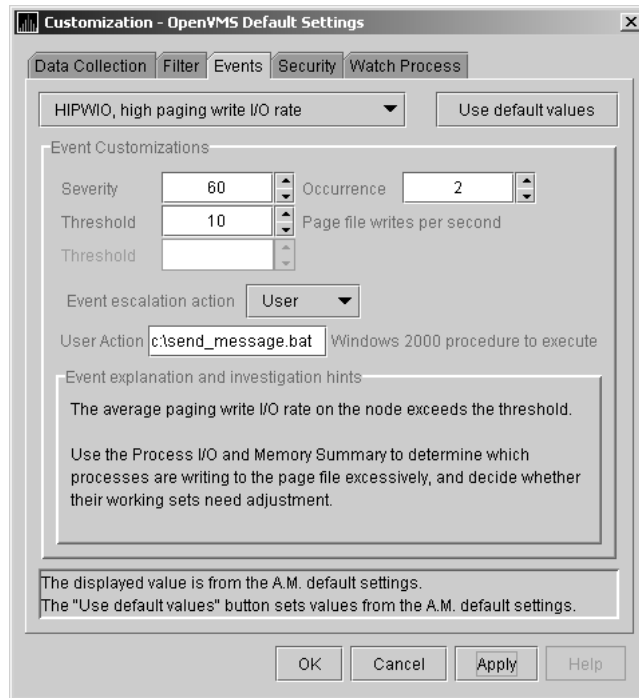 Customization - OpenVMS Default Settings
Data Collection Filter Events Security Watch Process
HIPWIO, high paging write I/O rate Use default values
Event Customizations
Severity 60 Occurrence 2
Threshold 10 Page file writes per second
Threshold
Event escalation action User
User Action c:\send_message.bat Windows 2000 procedure to execute
Event explanation and investigation hints
The average paging write I/O rate on the node exceeds the threshold.
Use the Process I/O and Memory Summary to determine which
processes are writing to the page file excessively, and decide whether
their working sets need adjustment.
The displayed value is from the A.M. default settings.
The "Use default values" button sets values from the A.M. default settings.
OK Cancel Apply Help